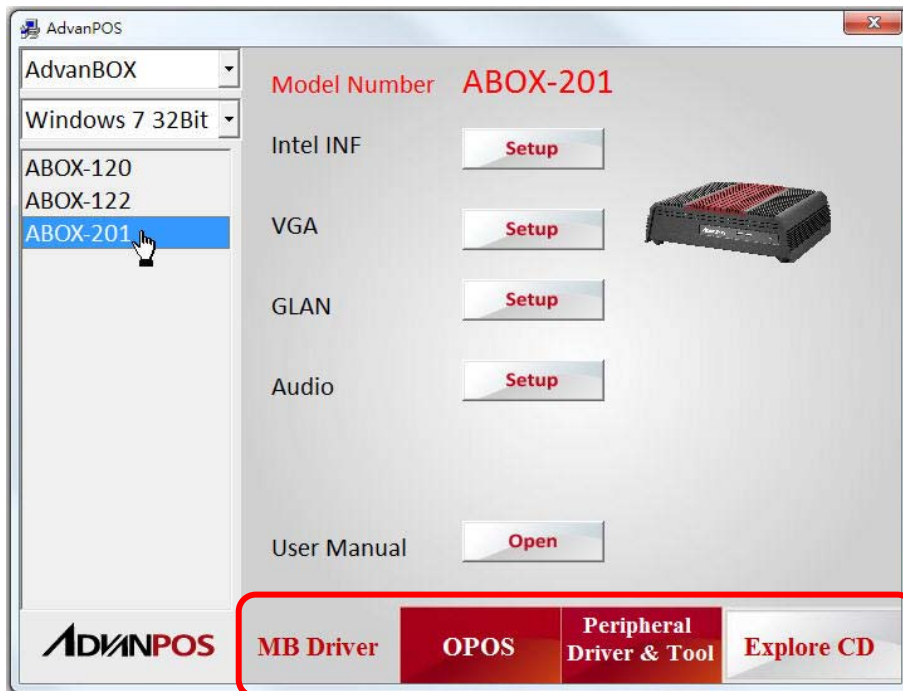 AdvanPOS
AdvanBOX
Windows 7 32Bit
ABOX-120
ABOX-122
ABOX-201
Model Number ABOX-201
Intel INF Setup
VGA Setup
GLAN Setup
Audio Setup
User Manual Open
ADVANPOS
MB Driver
OPOS
Peripheral
Driver & Tool
Explore CD